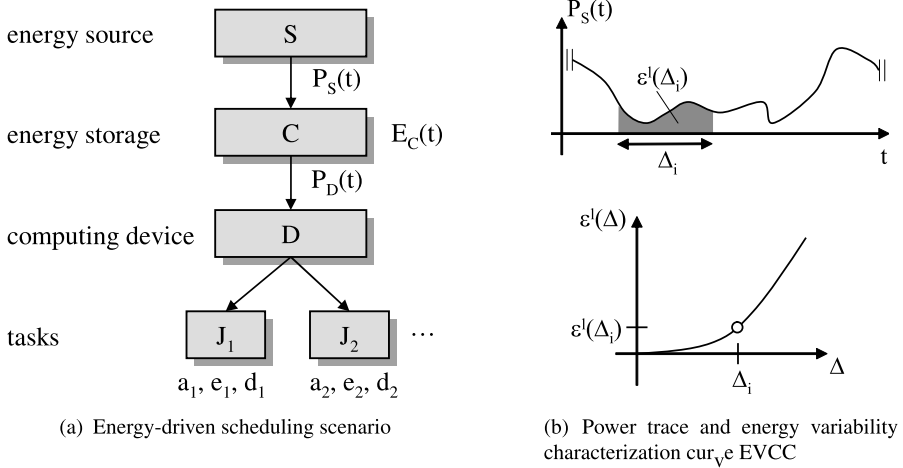 energy source
S
P_S(t)
energy storage
C
E_C(t)
P_D(t)
computing device
D
tasks
J_1
J_2
...
a_1, e_1, d_1
a_2, e_2, d_2
(a) Energy-driven scheduling scenario
P_S(t)
ε^l(Δ_i)
Δ_i
t
ε^l(Δ)
ε^l(Δ_i)
Δ_i
Δ
(b) Power trace and energy variability
characterization curve EVCC